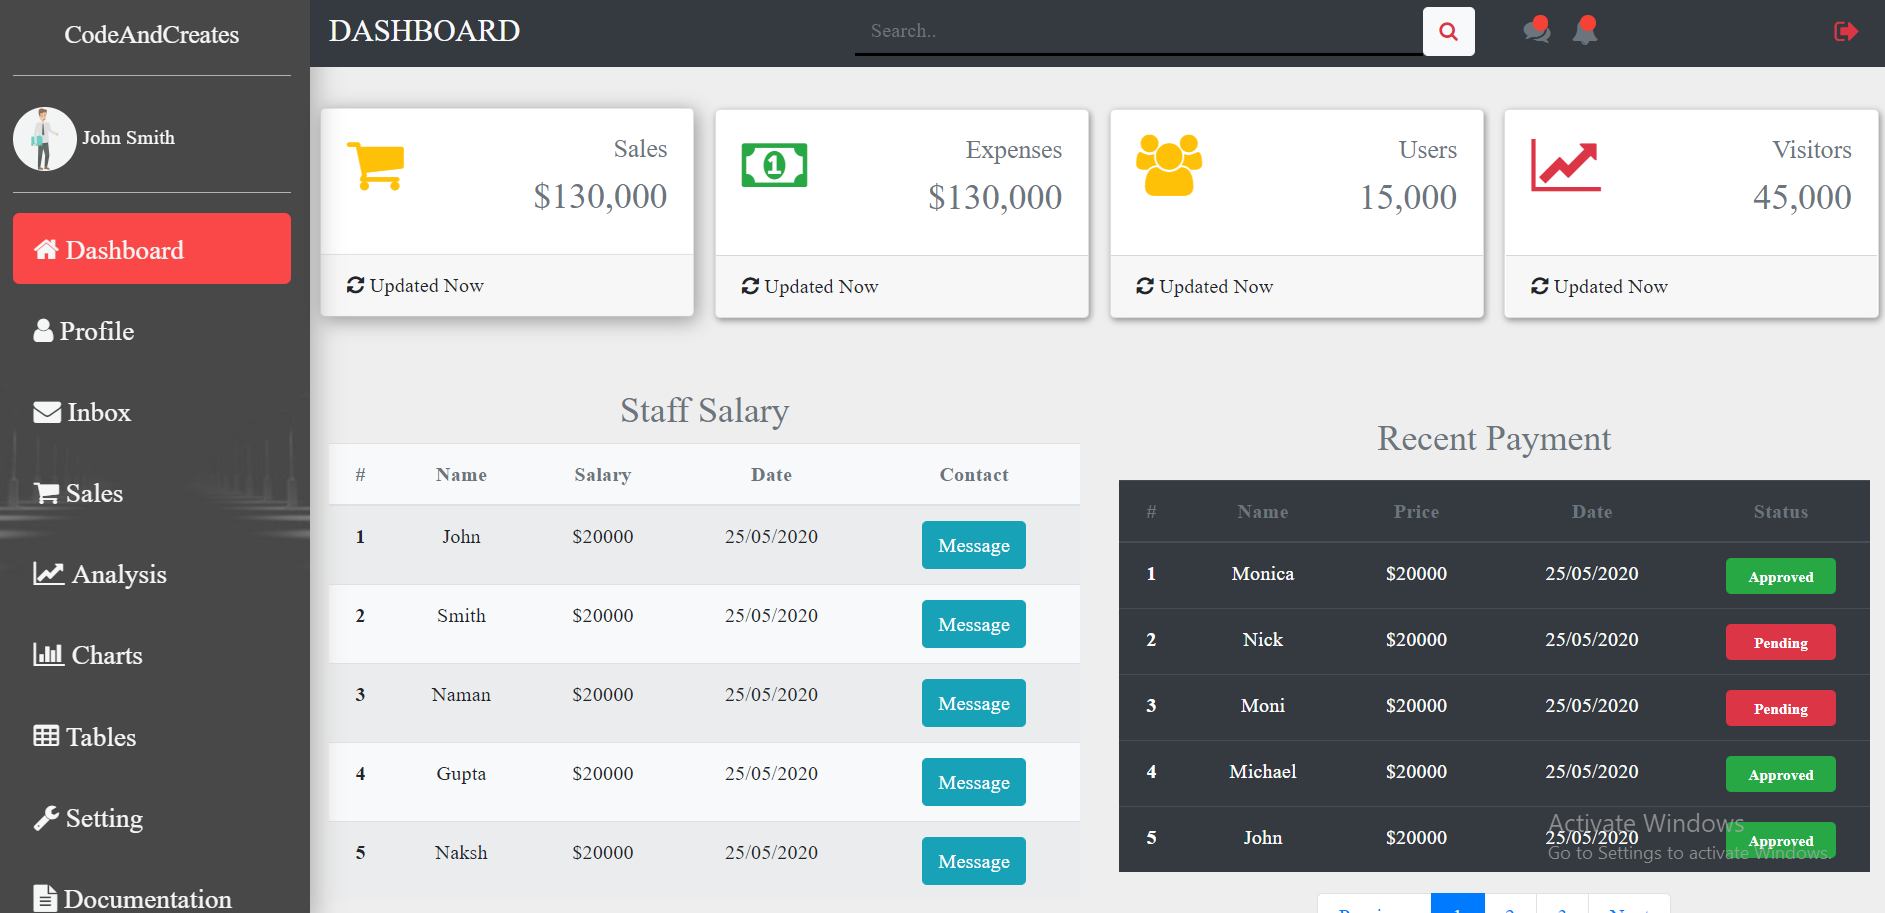 CodeAndCreates
DASHBOARD
Search..
John Smith
Dashboard
Profile
Inbox
Sales
Analysis
Charts
Tables
Setting
Documentation
Sales
$130,000
Updated Now
Expenses
$130,000
Updated Now
Users
15,000
Updated Now
Visitors
45,000
Updated Now
Staff Salary
# Name Salary Date Contact
1 John $20000 25/05/2020 Message
2 Smith $20000 25/05/2020 Message
3 Naman $20000 25/05/2020 Message
4 Gupta $20000 25/05/2020 Message
5 Naksh $20000 25/05/2020 Message
Recent Payment
# Name Price Date Status
1 Monica $20000 25/05/2020 Approved
2 Nick $20000 25/05/2020 Pending
3 Moni $20000 25/05/2020 Pending
4 Michael $20000 25/05/2020 Approved
5 John $20000 25/05/2020 Approved
Activate Windows
Go to Settings to activate Windows.